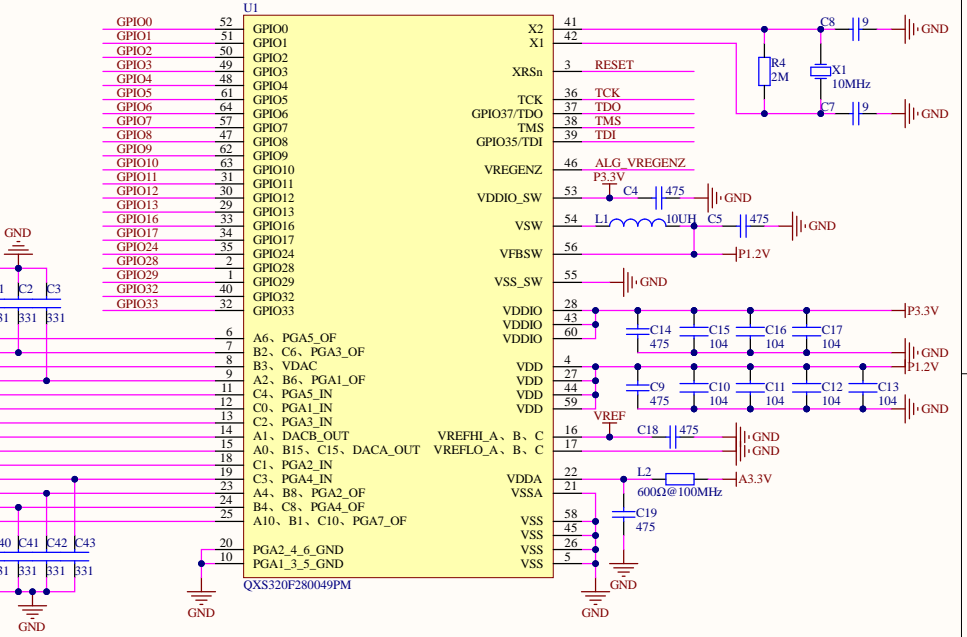 U1
GPIO0 52 GPIO0 X2 41 C8 9 GND
GPIO1 51 GPIO1 X1 42
GPIO2 50 GPIO2
GPIO3 49 GPIO3 XRSn 3 RESET R4 X1
GPIO4 48 GPIO4 2M 10MHz
GPIO5 61 GPIO5 TCK 36 TCK
GPIO6 64 GPIO6 GPIO37/TDO 37 TDO C7 9 GND
GPIO7 57 GPIO7 TMS 38 TMS
GPIO8 47 GPIO8 GPIO35/TDI 39 TDI
GPIO9 62 GPIO9
GPIO10 63 GPIO10 VREGENZ 46 ALG_VREGENZ
GPIO11 31 GPIO11 P3.3V
GPIO12 30 GPIO12 VDDIO_SW 53 C4 475 GND
GPIO13 29 GPIO13
GPIO16 33 GPIO16 VSW 54 L1 10UH C5 475 GND
GPIO17 34 GPIO17
GND GPIO24 35 GPIO24 VFBSW 56 P1.2V
GPIO28 2 GPIO28
GPIO29 1 GPIO29 VSS_SW 55 GND
1 C2 C3 GPIO32 40 GPIO32
GPIO33 32 GPIO33 VDDIO 28 P3.3V
31 331 331 VDDIO 43
6 A6、PGA5_OF VDDIO 60 C14 475 C15 104 C16 104 C17 104
7 B2、C6、PGA3_OF GND
8 B3、VDAC VDD 4 P1.2V
9 A2、B6、PGA1_OF VDD 27
11 C4、PGA5_IN VDD 44 C9 475 C10 104 C11 104 C12 104 C13 104
12 C0、PGA1_IN VDD 59 GND
13 C2、PGA3_IN VREF
14 A1、DACB_OUT VREFHI_A、B、C 16 C18 475 GND
15 A0、B15、C15、DACA_OUT VREFLO_A、B、C 17 GND
18 C1、PGA2_IN
19 C3、PGA4_IN VDDA 22 L2 A3.3V
23 A4、B8、PGA2_OF VSSA 21 600Ω@100MHz
24 B4、C8、PGA4_OF
25 A10、B1、C10、PGA7_OF VSS 58 C19
VSS 45 475
40 C41 C42 C43 20 PGA2_4_6_GND VSS 26
10 PGA1_3_5_GND VSS 5
31 331 331 331
QXS320F280049PM GND
GND GND GND